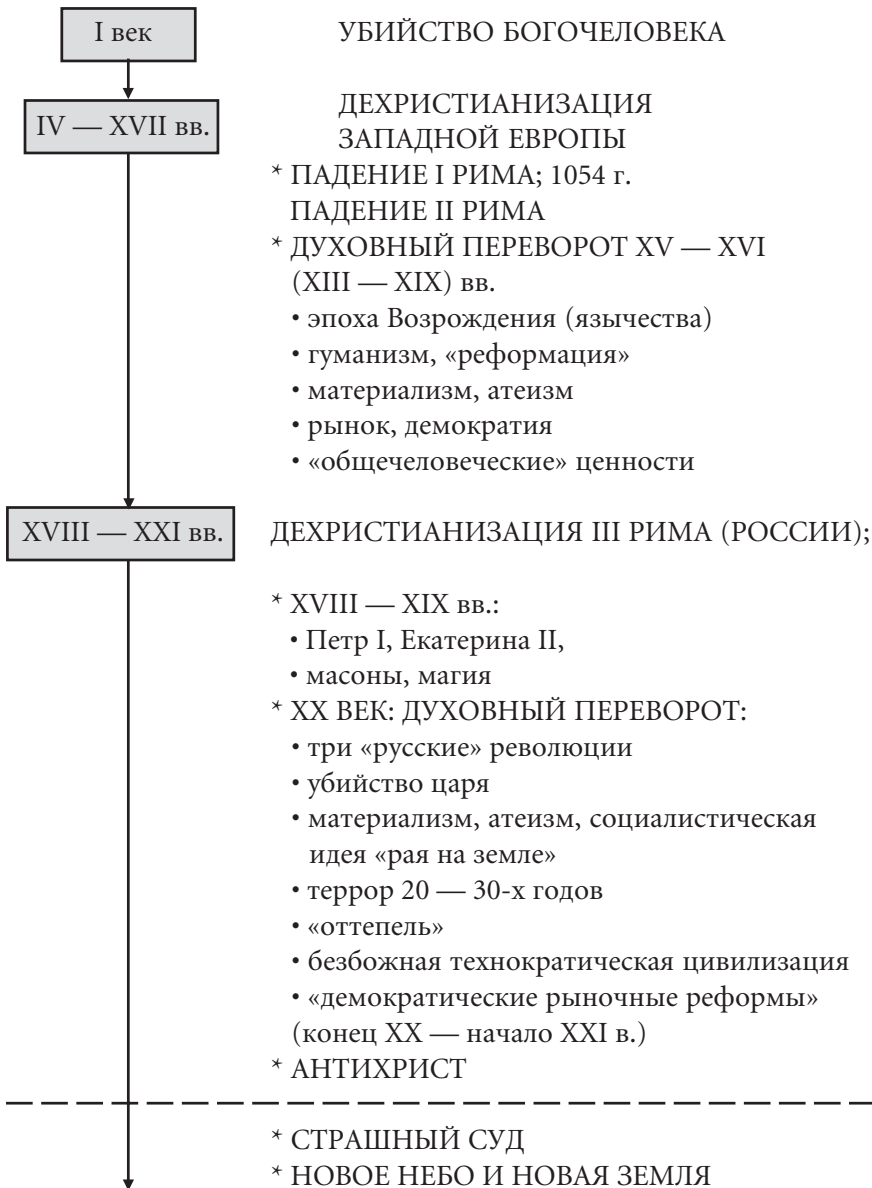 I век УБИЙСТВО БОГОЧЕЛОВЕКА
ДЕХРИСТИАНИЗАЦИЯ
IV — XVII вв. ЗАПАДНОЙ ЕВРОПЫ
* ПАДЕНИЕ I РИМА; 1054 г.
ПАДЕНИЕ II РИМА
* ДУХОВНЫЙ ПЕРЕВОРОТ XV — XVI
(XIII — XIX) вв.
• эпоха Возрождения (язычества)
• гуманизм, «реформация»
• материализм, атеизм
• рынок, демократия
• «общечеловеческие» ценности
XVIII — XXI вв. ДЕХРИСТИАНИЗАЦИЯ III РИМА (РОССИИ);
* XVIII — XIX вв.:
• Петр I, Екатерина II,
• масоны, магия
* XX ВЕК: ДУХОВНЫЙ ПЕРЕВОРОТ:
• три «русские» революции
• убийство царя
• материализм, атеизм, социалистическая
идея «рая на земле»
• террор 20 — 30-х годов
• «оттепель»
• безбожная технократическая цивилизация
• «демократические рыночные реформы»
(конец XX — начало XXI в.)
* АНТИХРИСТ
* СТРАШНЫЙ СУД
* НОВОЕ НЕБО И НОВАЯ ЗЕМЛЯ